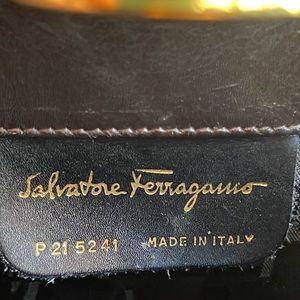 Salvatore Ferragamo
P 21 5241 MADE IN ITALY